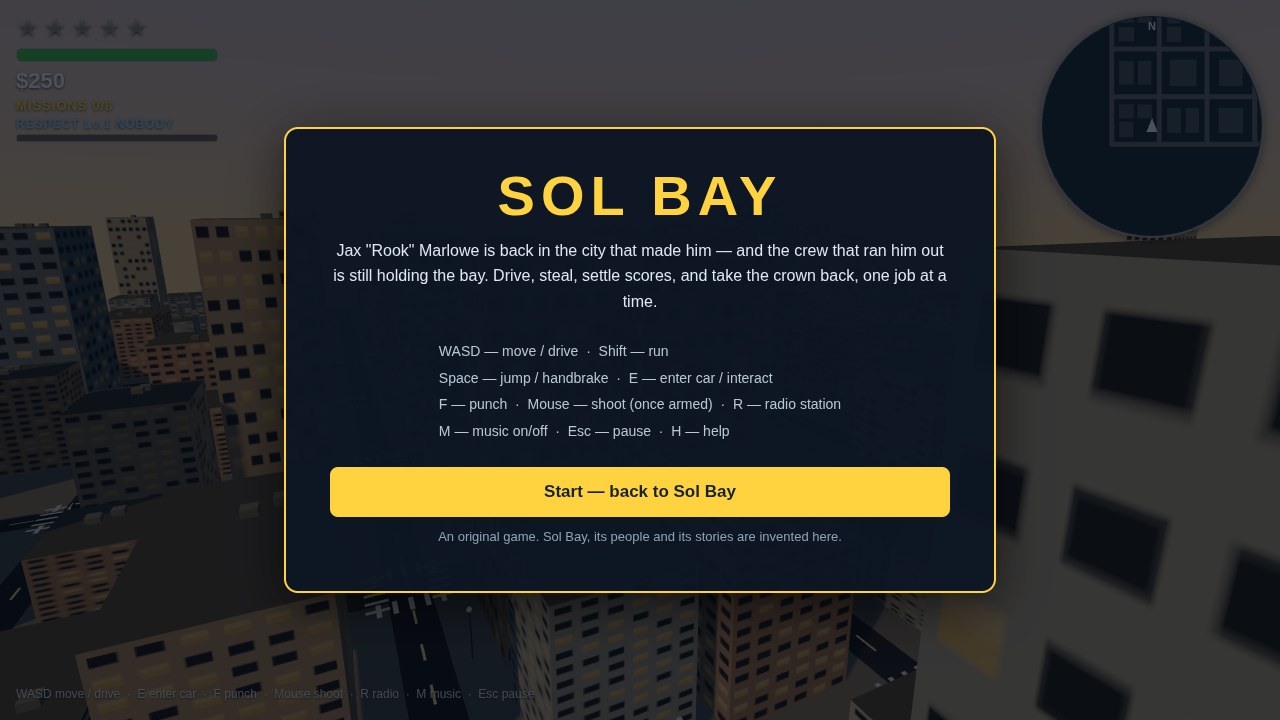 $250
MISSIONS 0/8
RESPECT Lv.1 NOBODY
N
SOL BAY
Jax "Rook" Marlowe is back in the city that made him — and the crew that ran him out
is still holding the bay. Drive, steal, settle scores, and take the crown back, one job at a
time.
WASD — move / drive · Shift — run
Space — jump / handbrake · E — enter car / interact
F — punch · Mouse — shoot (once armed) · R — radio station
M — music on/off · Esc — pause · H — help
Start — back to Sol Bay
An original game. Sol Bay, its people and its stories are invented here.
WASD move / drive · E enter car · F punch · Mouse shoot · R radio · M music · Esc pause